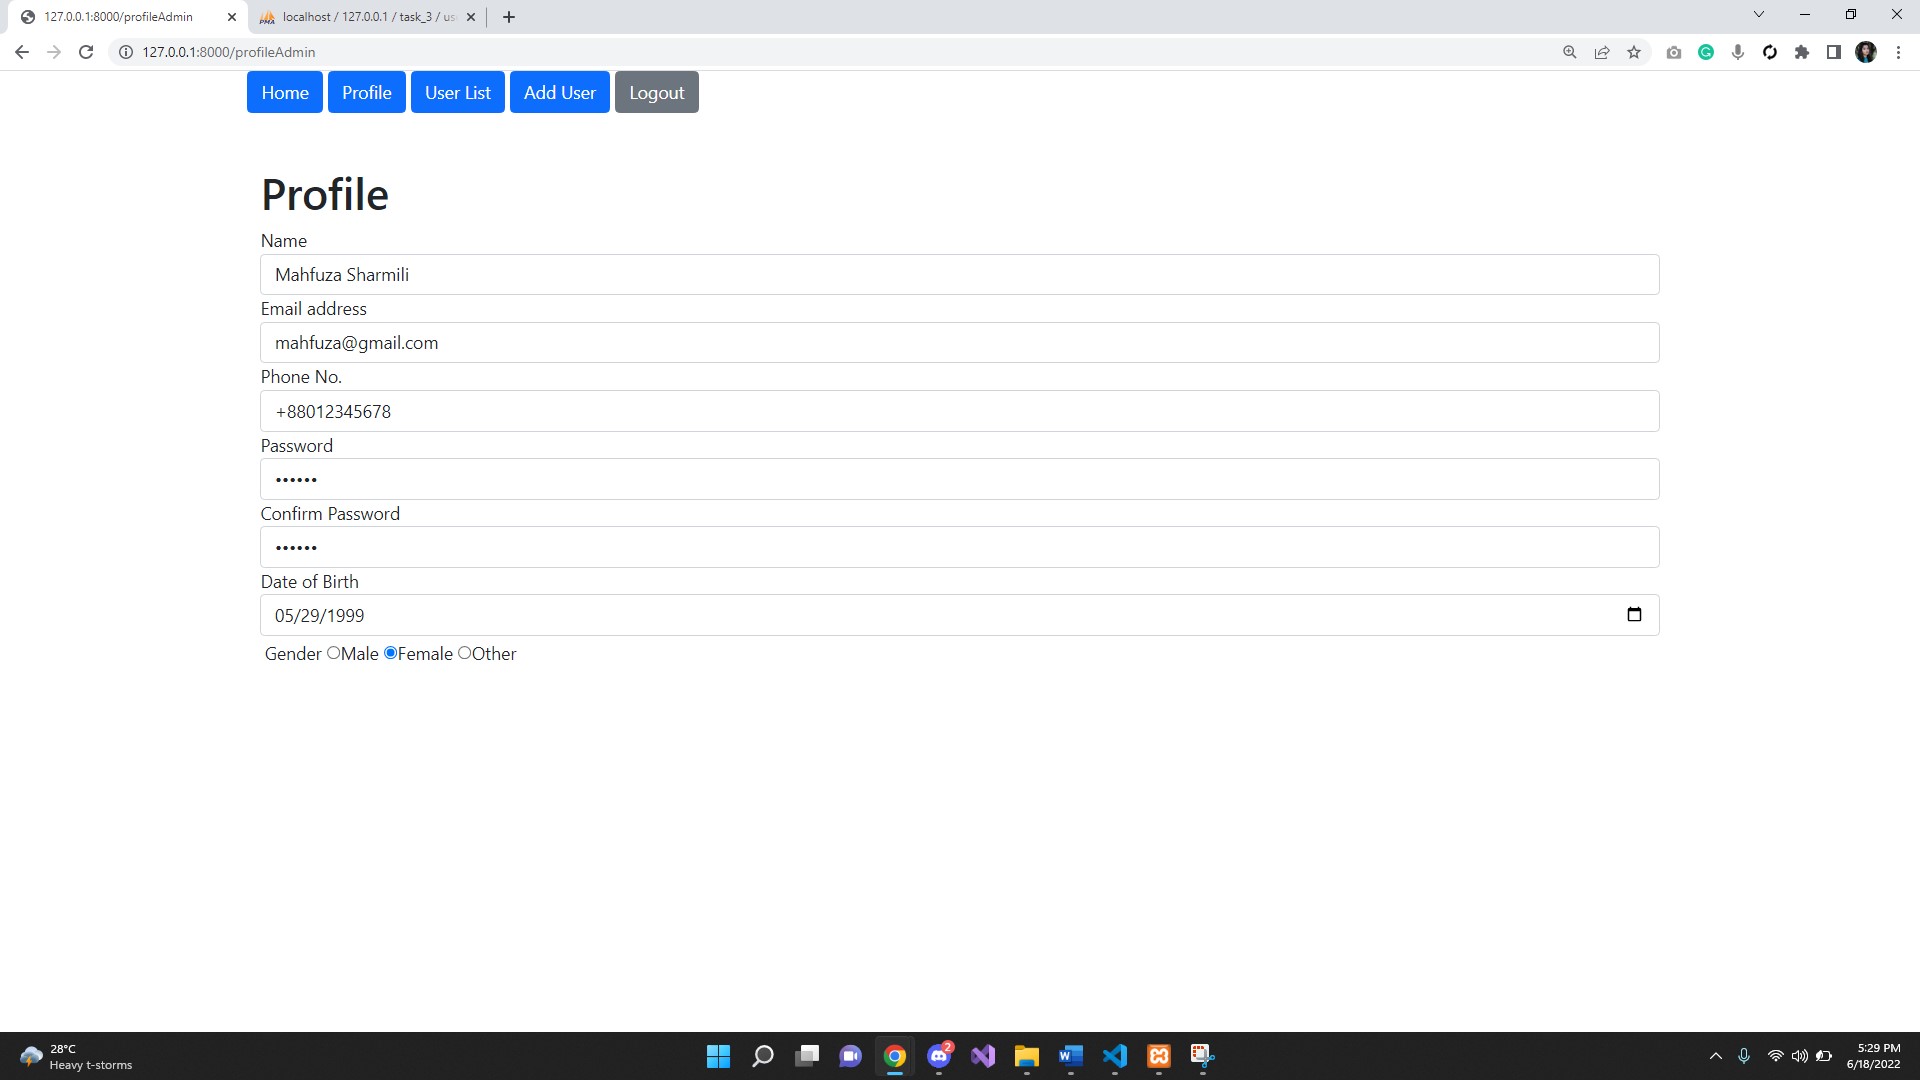 127.0.0.1:8000/profileAdmin
localhost / 127.0.0.1 / task_3 / us
127.0.0.1:8000/profileAdmin
Home Profile User List Add User Logout
Profile
Name
Mahfuza Sharmili
Email address
mahfuza@gmail.com
Phone No.
+88012345678
Password
••••••
Confirm Password
••••••
Date of Birth
05/29/1999
Gender Male Female Other
28°C
Heavy t-storms
2
5:29 PM
6/18/2022